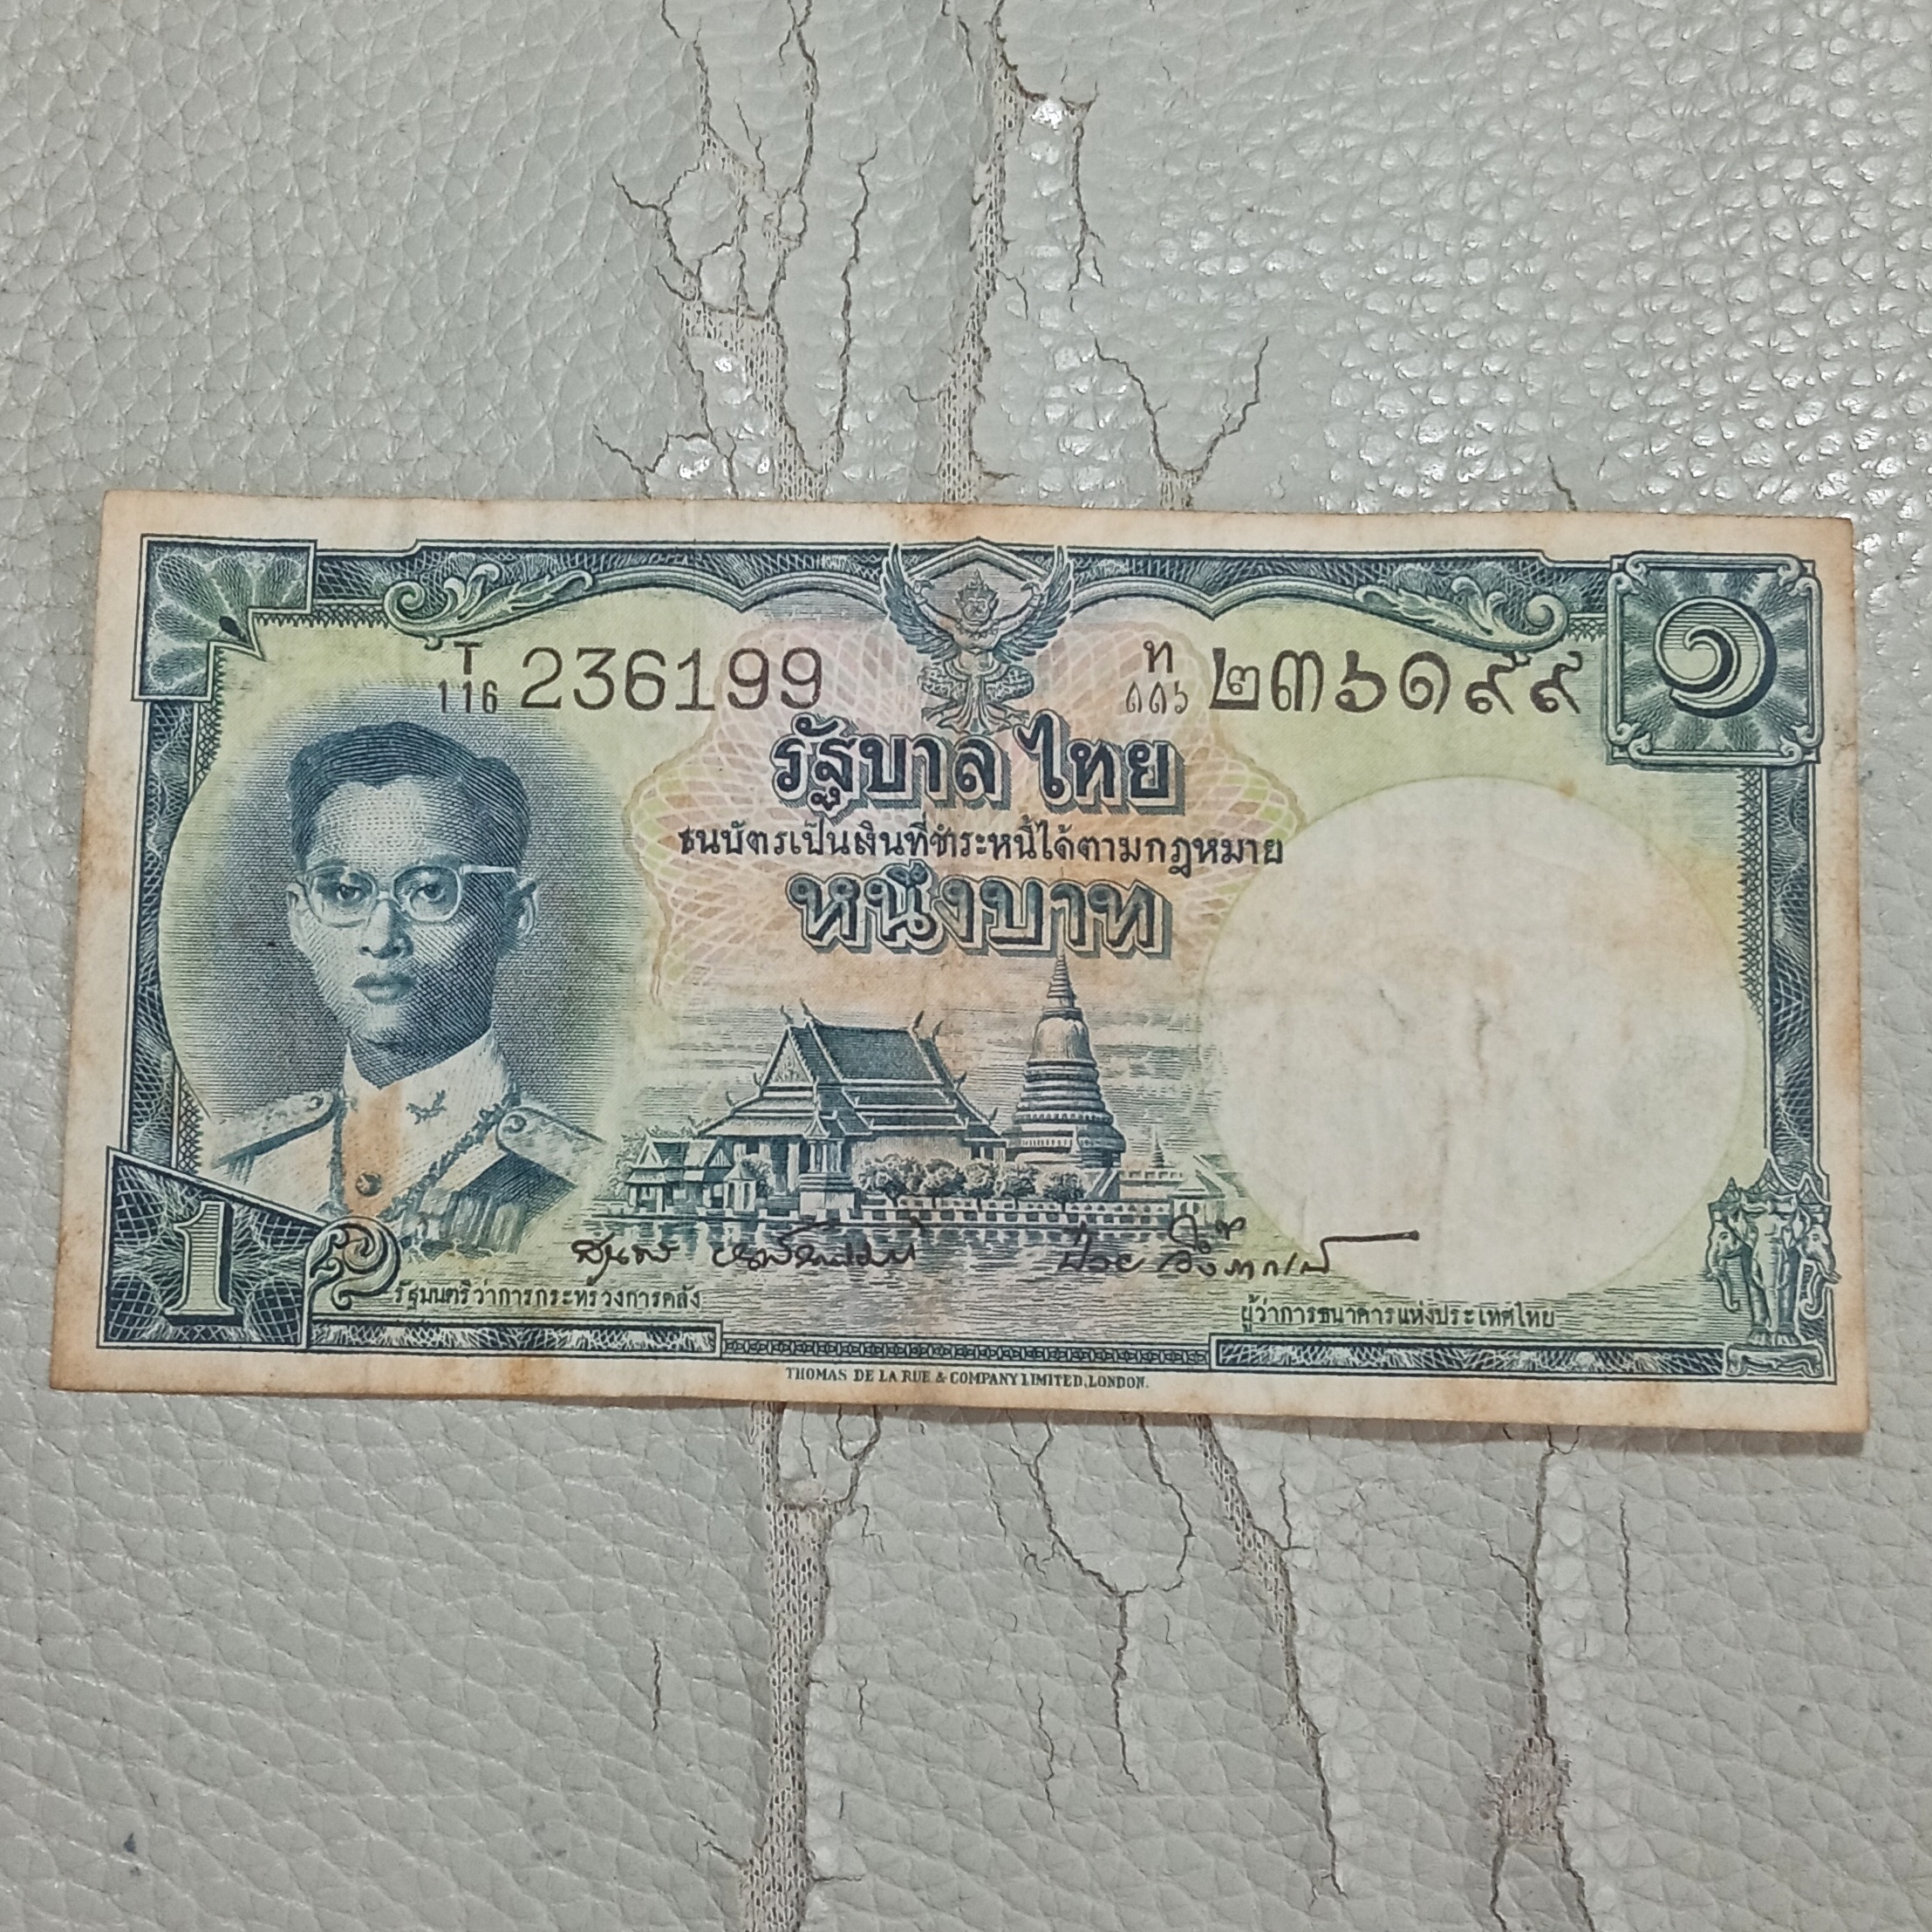 T
116 236199
ท
๑๑๖ ๒๓๖๑๙๙
๑
รัฐบาลไทย
ธนบัตรเป็นเงินที่ชำระหนี้ได้ตามกฎหมาย
หนึ่งบาท
1
รัฐมนตรีว่าการกระทรวงการคลัง
ผู้ว่าการธนาคารแห่งประเทศไทย
THOMAS DE LA RUE & COMPANY LIMITED, LONDON.